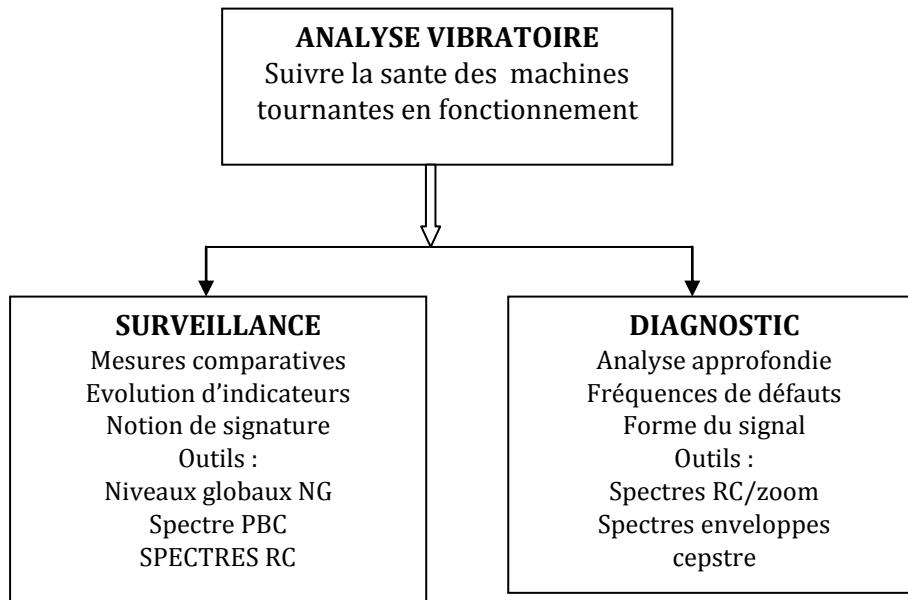 ANALYSE VIBRATOIRE
Suivre la sante des machines
tournantes en fonctionnement
SURVEILLANCE
Mesures comparatives
Evolution d'indicateurs
Notion de signature
Outils :
Niveaux globaux NG
Spectre PBC
SPECTRES RC
DIAGNOSTIC
Analyse approfondie
Fréquences de défauts
Forme du signal
Outils :
Spectres RC/zoom
Spectres enveloppes
cepstre